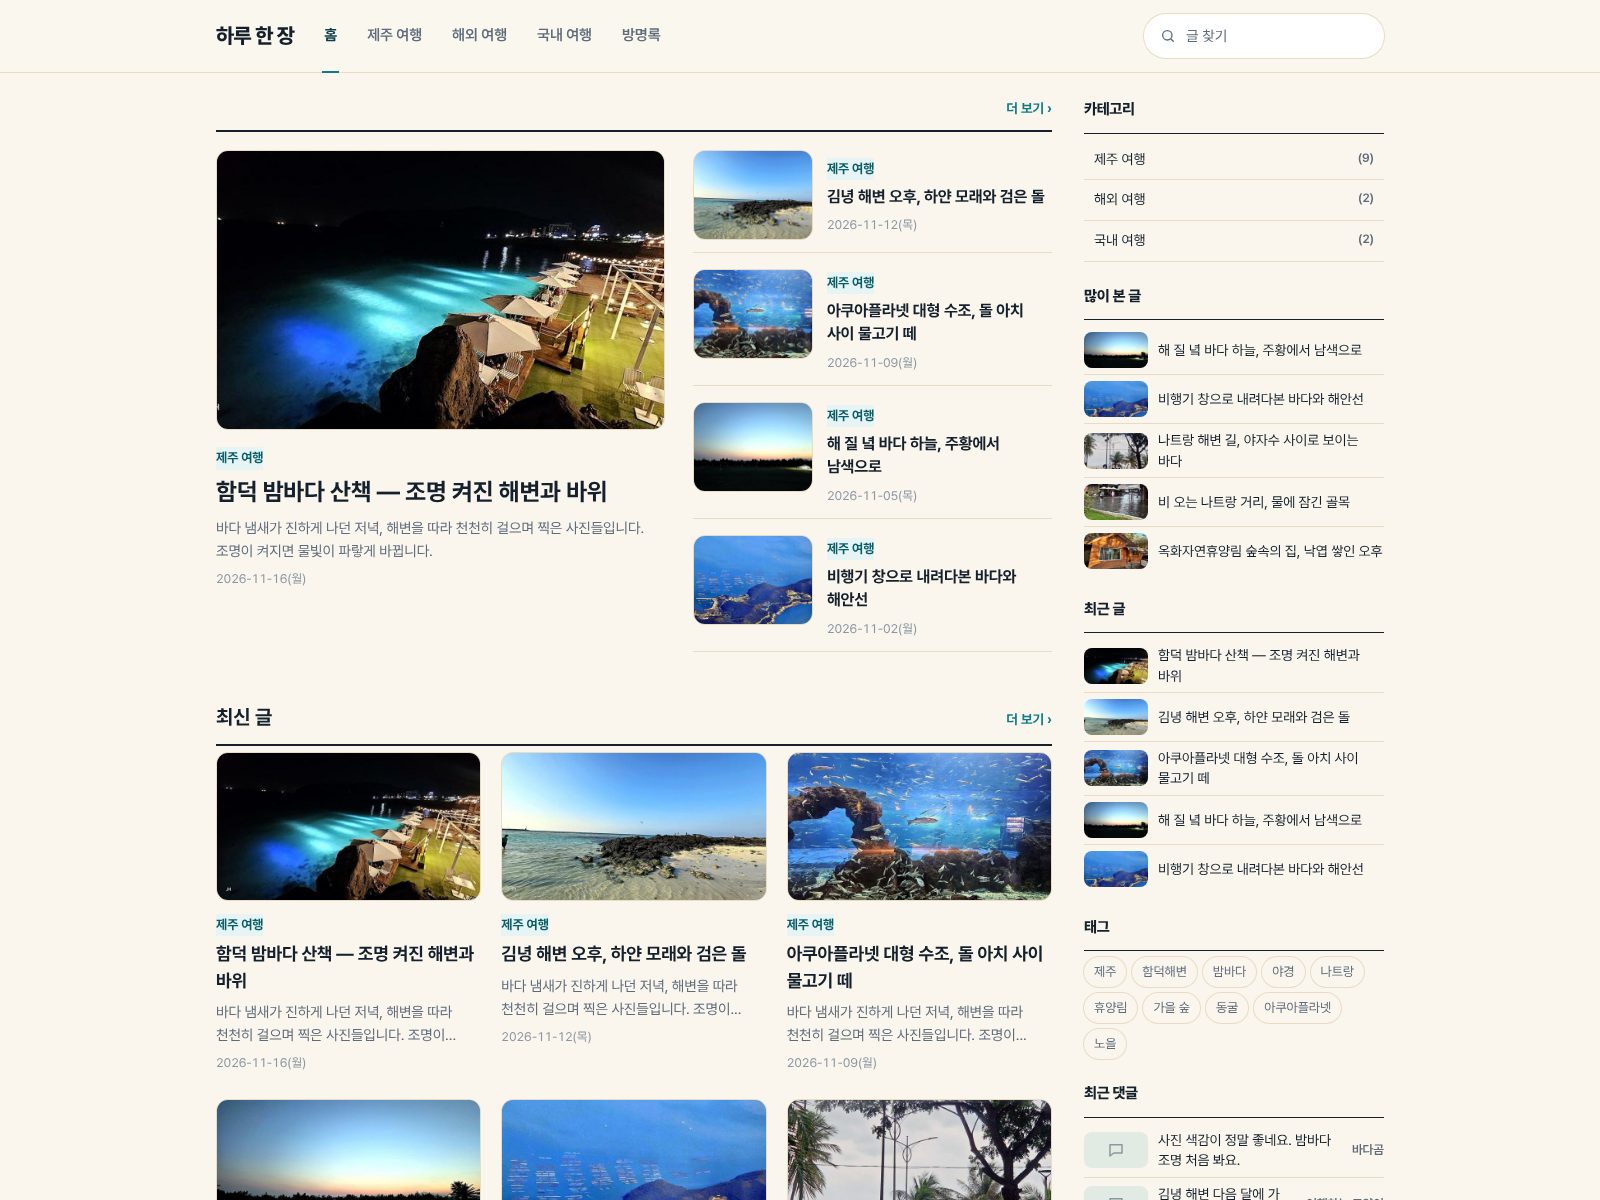 하루 한 장
홈
제주 여행
해외 여행
국내 여행
방명록
글 찾기
더 보기 ›
제주 여행
함덕 밤바다 산책 — 조명 켜진 해변과 바위
바다 냄새가 진하게 나던 저녁, 해변을 따라 천천히 걸으며 찍은 사진들입니다.
조명이 켜지면 물빛이 파랗게 바뀝니다.
2026-11-16(월)
제주 여행
김녕 해변 오후, 하얀 모래와 검은 돌
2026-11-12(목)
제주 여행
아쿠아플라넷 대형 수조, 돌 아치
사이 물고기 떼
2026-11-09(월)
제주 여행
해 질 녘 바다 하늘, 주황에서
남색으로
2026-11-05(목)
제주 여행
비행기 창으로 내려다본 바다와
해안선
2026-11-02(월)
최신 글
더 보기 ›
제주 여행
함덕 밤바다 산책 — 조명 켜진 해변과
바위
바다 냄새가 진하게 나던 저녁, 해변을 따라
천천히 걸으며 찍은 사진들입니다. 조명이…
2026-11-16(월)
제주 여행
김녕 해변 오후, 하얀 모래와 검은 돌
바다 냄새가 진하게 나던 저녁, 해변을 따라
천천히 걸으며 찍은 사진들입니다. 조명이…
2026-11-12(목)
제주 여행
아쿠아플라넷 대형 수조, 돌 아치 사이
물고기 떼
바다 냄새가 진하게 나던 저녁, 해변을 따라
천천히 걸으며 찍은 사진들입니다. 조명이…
2026-11-09(월)
카테고리
제주 여행 (9)
해외 여행 (2)
국내 여행 (2)
많이 본 글
해 질 녘 바다 하늘, 주황에서 남색으로
비행기 창으로 내려다본 바다와 해안선
나트랑 해변 길, 야자수 사이로 보이는
바다
비 오는 나트랑 거리, 물에 잠긴 골목
옥화자연휴양림 숲속의 집, 낙엽 쌓인 오후
최근 글
함덕 밤바다 산책 — 조명 켜진 해변과
바위
김녕 해변 오후, 하얀 모래와 검은 돌
아쿠아플라넷 대형 수조, 돌 아치 사이
물고기 떼
해 질 녘 바다 하늘, 주황에서 남색으로
비행기 창으로 내려다본 바다와 해안선
태그
제주 함덕해변 밤바다 야경 나트랑
휴양림 가을 숲 동굴 아쿠아플라넷
노을
최근 댓글
사진 색감이 정말 좋네요. 밤바다
조명 처음 봐요.
바다곰
김녕 해변 다음 달에 가